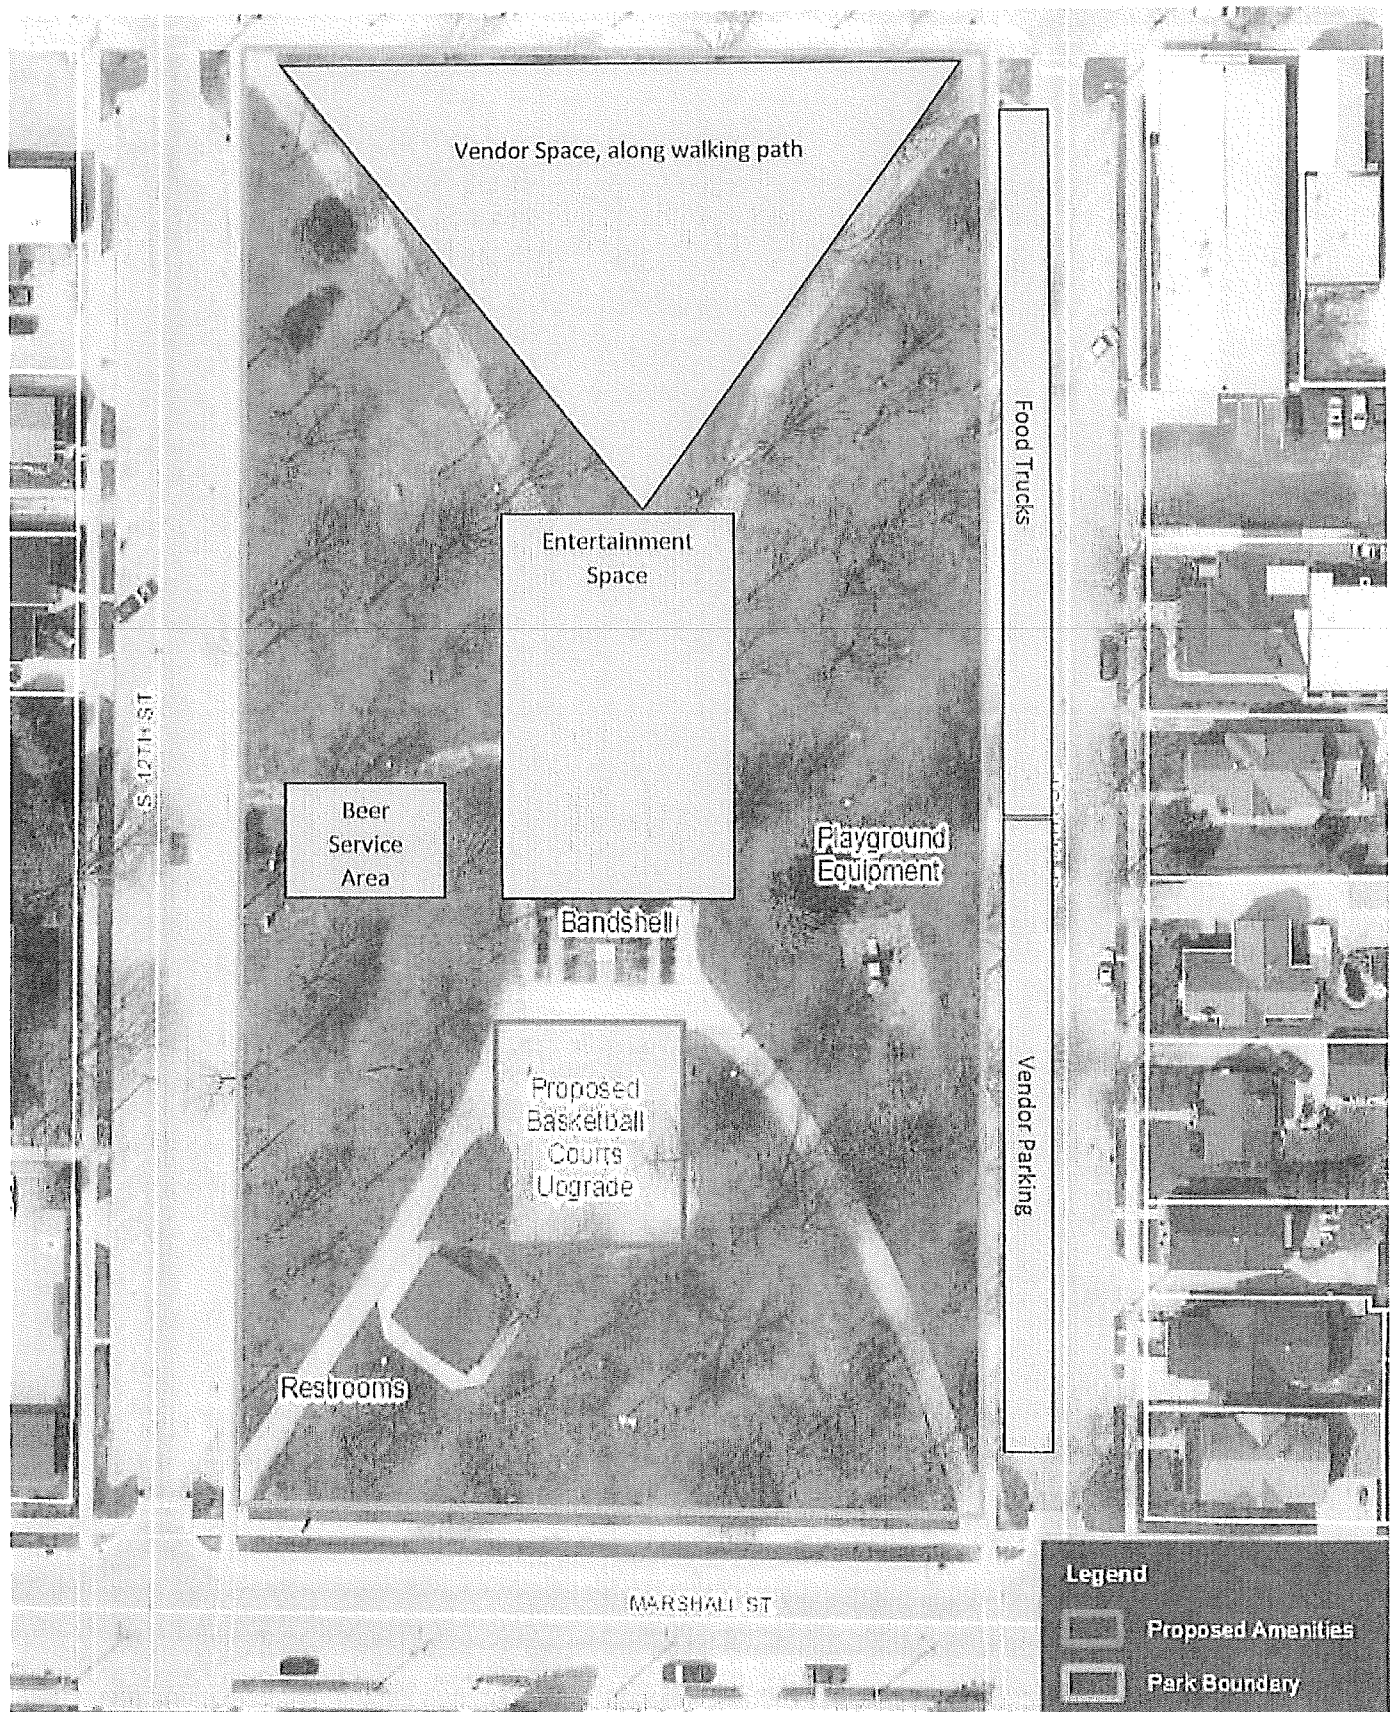 Vendor Space, along walking path
Food Trucks
Entertainment
Space
S 12TH ST
Beer
Service
Area
Playground
Equipment
Bandshell
Proposed
Basketball
Courts
Upgrade
Vendor Parking
Restrooms
MARSHALL ST
Legend
Proposed Amenities
Park Boundary